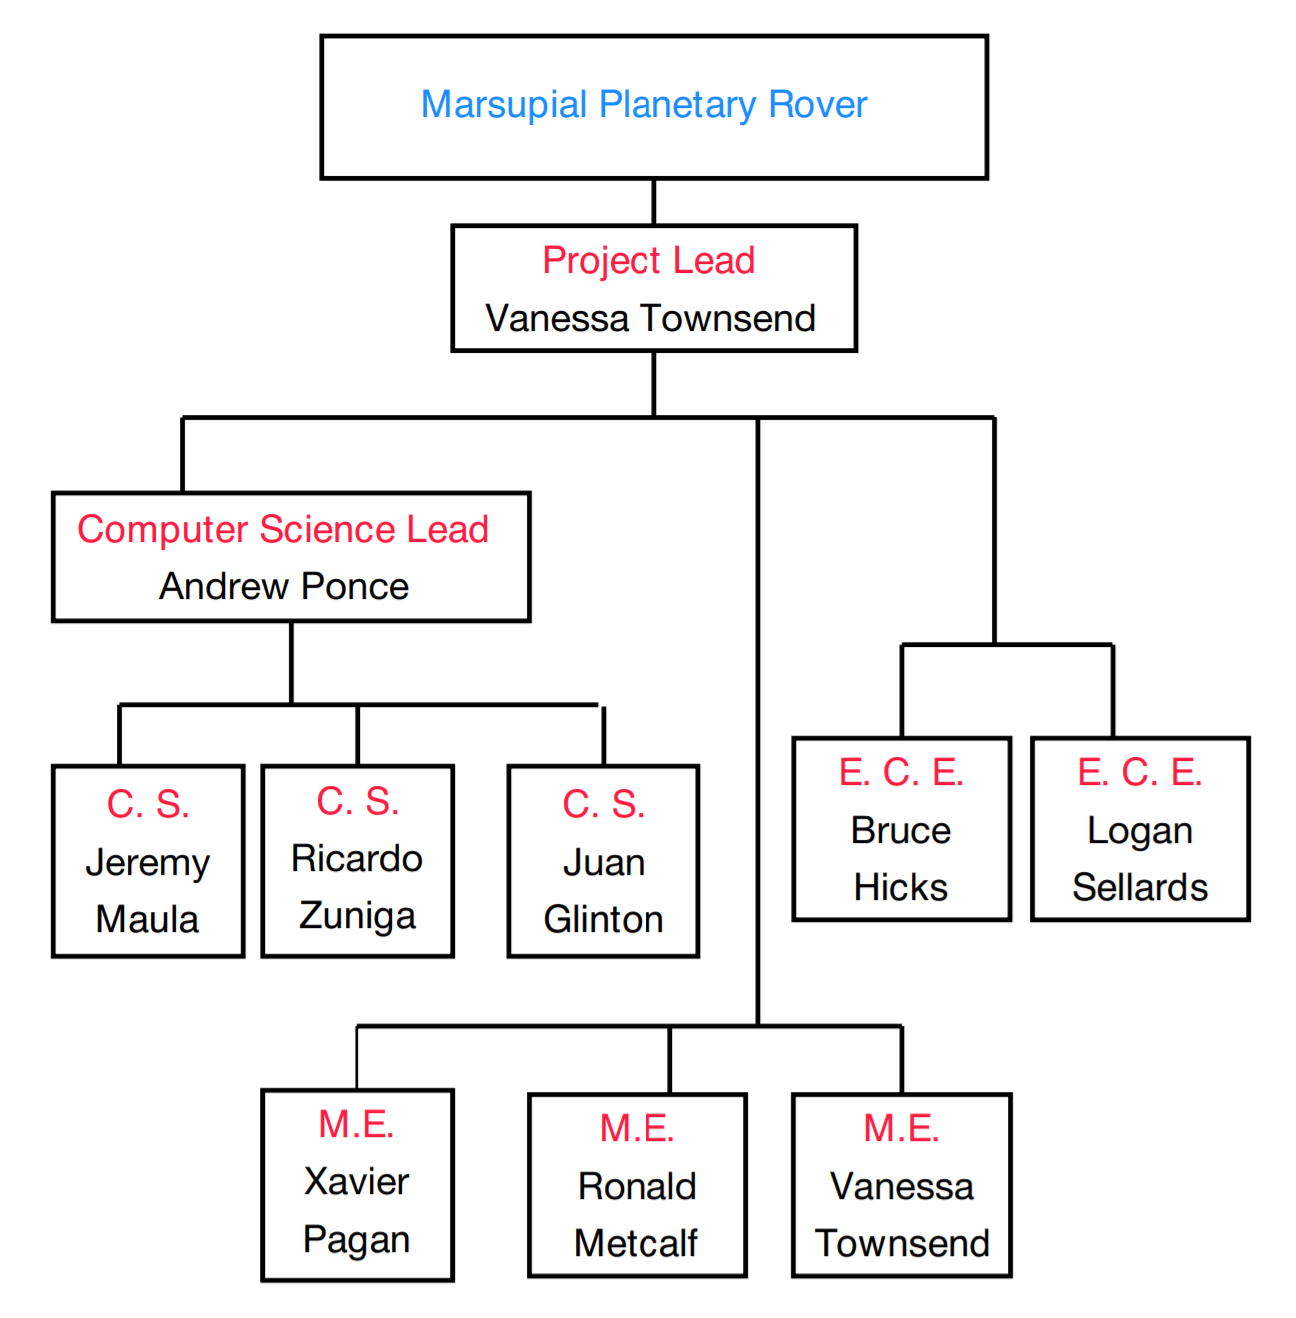 Marsupial Planetary Rover
Project Lead
Vanessa Townsend
Computer Science Lead
Andrew Ponce
C. S.
Jeremy
Maula
C. S.
Ricardo
Zuniga
C. S.
Juan
Glinton
E. C. E.
Bruce
Hicks
E. C. E.
Logan
Sellards
M.E.
Xavier
Pagan
M.E.
Ronald
Metcalf
M.E.
Vanessa
Townsend